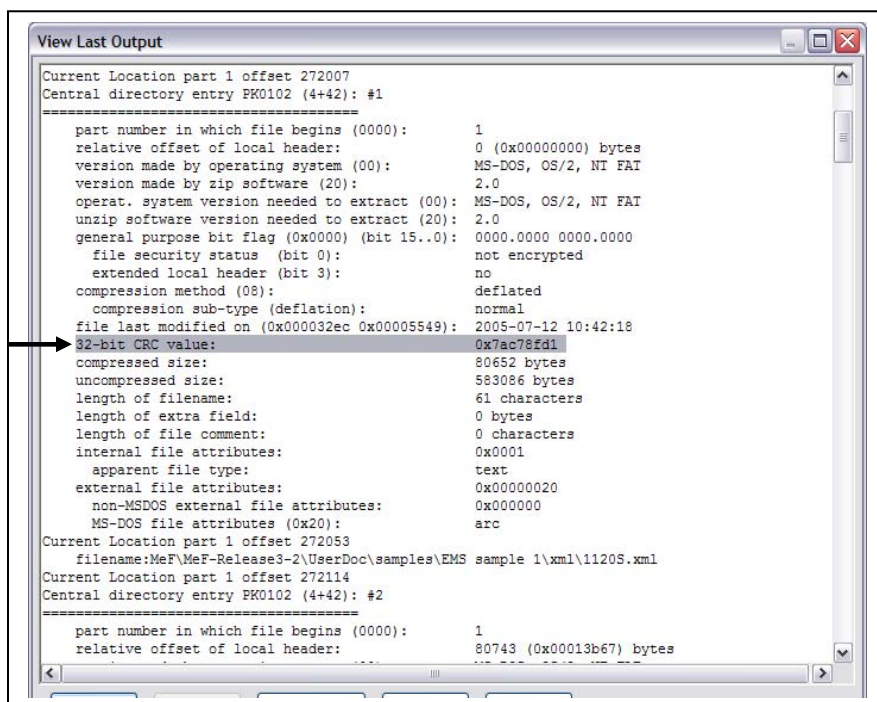 View Last Output
Current Location part 1 offset 272007
Central directory entry PK0102 (4+42): #1
======================================
part number in which file begins (0000): 1
relative offset of local header: 0 (0x00000000) bytes
version made by operating system (00): MS-DOS, OS/2, NT FAT
version made by zip software (20): 2.0
operat. system version needed to extract (00): MS-DOS, OS/2, NT FAT
unzip software version needed to extract (20): 2.0
general purpose bit flag (0x0000) (bit 15..0): 0000.0000 0000.0000
file security status (bit 0): not encrypted
extended local header (bit 3): no
compression method (08): deflated
compression sub-type (deflation): normal
file last modified on (0x000032ec 0x00005549): 2005-07-12 10:42:18
32-bit CRC value: 0x7ac78fd1
compressed size: 80652 bytes
uncompressed size: 583086 bytes
length of filename: 61 characters
length of extra field: 0 bytes
length of file comment: 0 characters
internal file attributes: 0x0001
apparent file type: text
external file attributes: 0x00000020
non-MSDOS external file attributes: 0x000000
MS-DOS file attributes (0x20): arc
Current Location part 1 offset 272053
filename:MeF\MeF-Release3-2\UserDoc\samples\EMS sample 1\xml\1120S.xml
Current Location part 1 offset 272114
Central directory entry PK0102 (4+42): #2
======================================
part number in which file begins (0000): 1
relative offset of local header: 80743 (0x00013b67) bytes